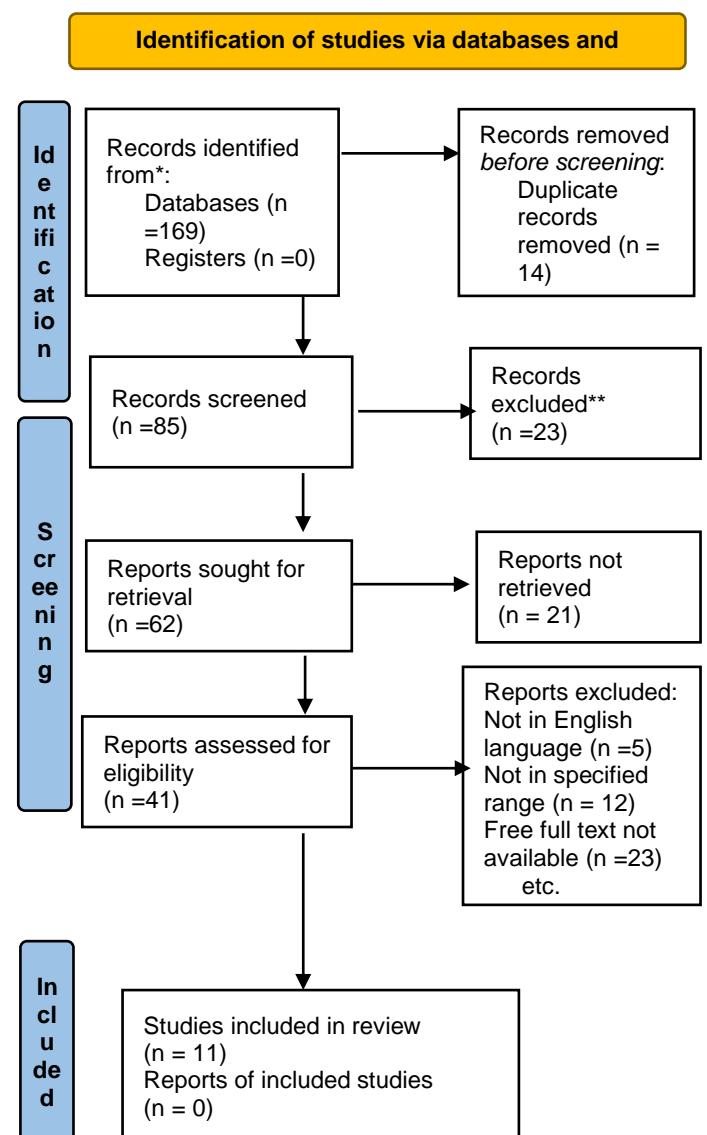 Identification of studies via databases and
Id
e
nt
ifi
c
at
io
n
Records identified
from*:
Databases (n
=169)
Registers (n =0)
Records removed
before screening:
Duplicate
records
removed (n =
14)
Records screened
(n =85)
Records
excluded**
(n =23)
S
cr
ee
ni
n
g
Reports sought for
retrieval
(n =62)
Reports not
retrieved
(n = 21)
Reports assessed for
eligibility
(n =41)
Reports excluded:
Not in English
language (n =5)
Not in specified
range (n = 12)
Free full text not
available (n =23)
etc.
In
cl
u
de
d
Studies included in review
(n = 11)
Reports of included studies
(n = 0)